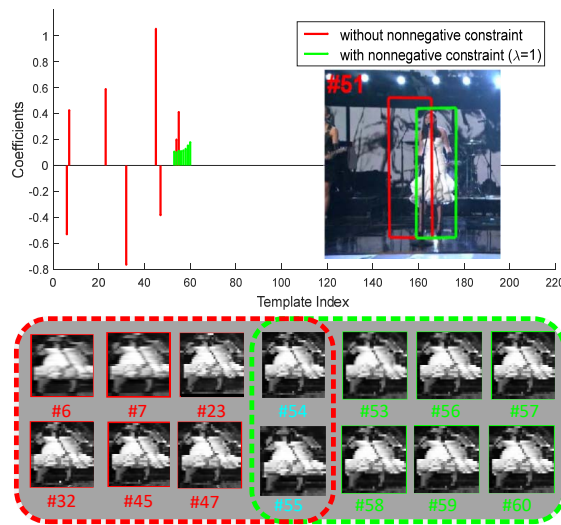 without nonnegative constraint
with nonnegative constraint (λ=1)
#51
Coefficients
1
0.8
0.6
0.4
0.2
0
-0.2
-0.4
-0.6
-0.8
0 20 40 60 80 100 120 140 160 180 200 220
Template Index
#6 #7 #23 #54 #53 #56 #57
#32 #45 #47 #55 #58 #59 #60